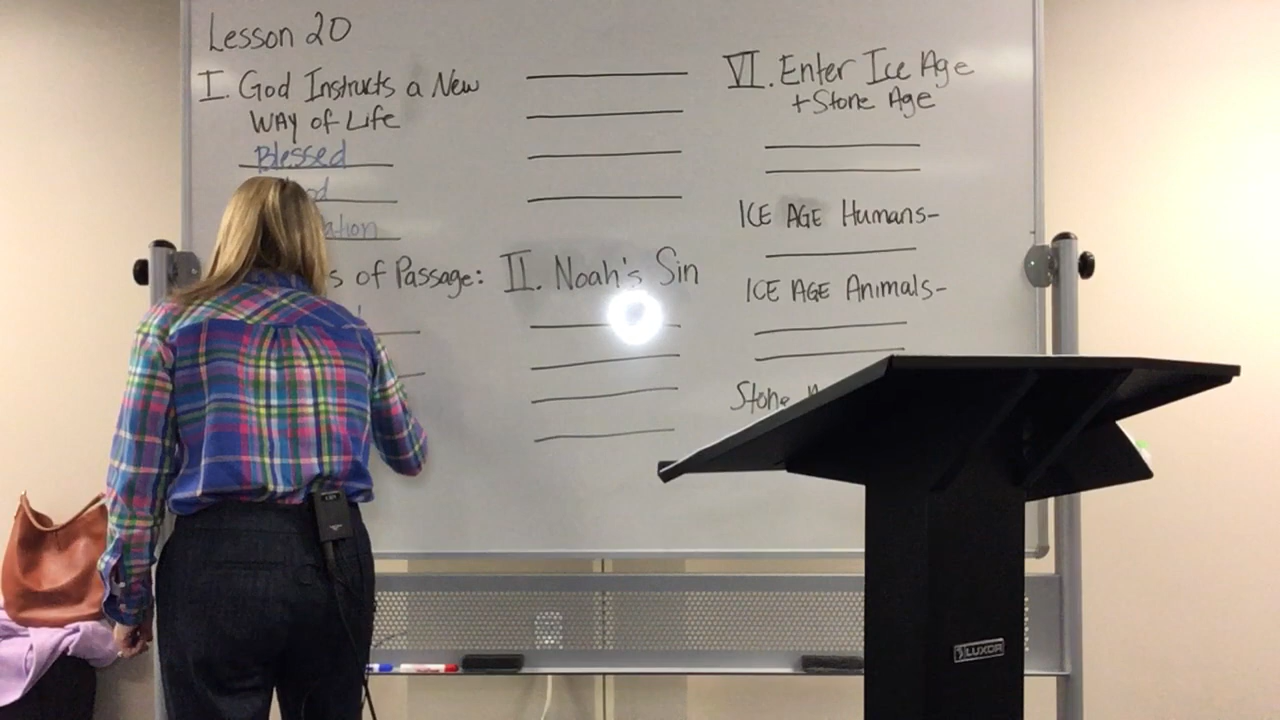 Lesson 20
I. God Instructs a New
WAY of Life
Blessed
of Passage:
II. Noah's Sin
VI. Enter Ice Age
+ Stone Age
ICE AGE Humans-
ICE AGE Animals-
Stone
LUXOR